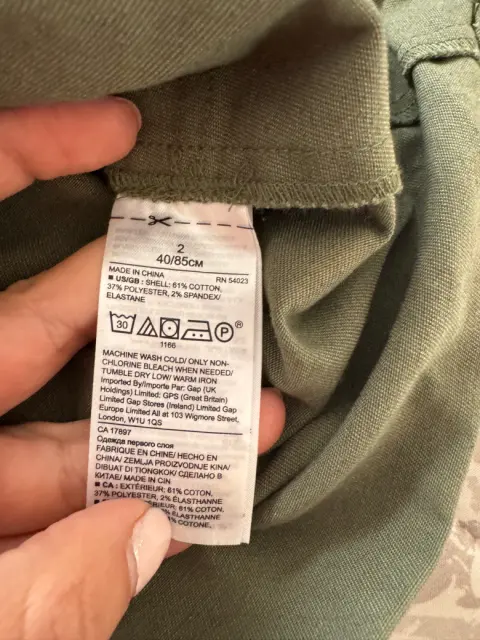 2
40/85CM
MADE IN CHINA RN 54023
■ US/GB: SHELL: 61% COTTON,
37% POLYESTER, 2% SPANDEX/
ELASTANE
30 P
1166
MACHINE WASH COLD/ ONLY NON-
CHLORINE BLEACH WHEN NEEDED/
TUMBLE DRY LOW/ WARM IRON
Imported By/Importe Par: Gap (UK
Holdings) Limited: GPS (Great Britain)
Limited Gap Stores (Ireland) Limited Gap
Europe Limited All at 103 Wigmore Street,
London, W1U 1QS
CA 17897
Одежда первого слоя
FABRIQUÉ EN CHINE/ HECHO EN
CHINA/ ZEMLJA PROIZVODNJE KINA/
DIBUAT DI TIONGKOK/ СДЕЛАНО В
КИТАЕ/ MADE IN CIN
■ CA: EXTÉRIEUR: 61% COTON,
37% POLYESTER, 2% ÉLASTHANNE
61% COTON,
ÉLASTHANNE
COTONE,